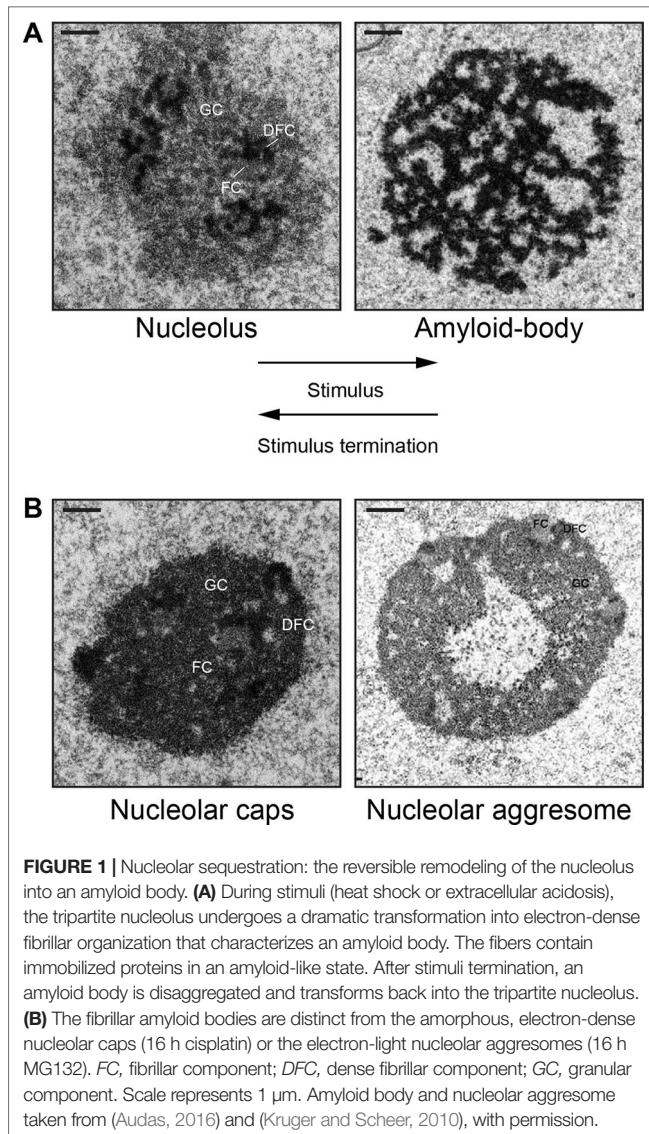 A
GC
DFC
FC
Nucleolus
Amyloid-body
Stimulus
Stimulus termination
B
GC
DFC
FC
FC
DFC
GC
Nucleolar caps
Nucleolar aggresome
FIGURE 1 | Nucleolar sequestration: the reversible remodeling of the nucleolus
into an amyloid body. (A) During stimuli (heat shock or extracellular acidosis),
the tripartite nucleolus undergoes a dramatic transformation into electron-dense
fibrillar organization that characterizes an amyloid body. The fibers contain
immobilized proteins in an amyloid-like state. After stimuli termination, an
amyloid body is disaggregated and transforms back into the tripartite nucleolus.
(B) The fibrillar amyloid bodies are distinct from the amorphous, electron-dense
nucleolar caps (16 h cisplatin) or the electron-light nucleolar aggresomes (16 h
MG132). FC, fibrillar component; DFC, dense fibrillar component; GC, granular
component. Scale represents 1 µm. Amyloid body and nucleolar aggresome
taken from (Audas, 2016) and (Kruger and Scheer, 2010), with permission.